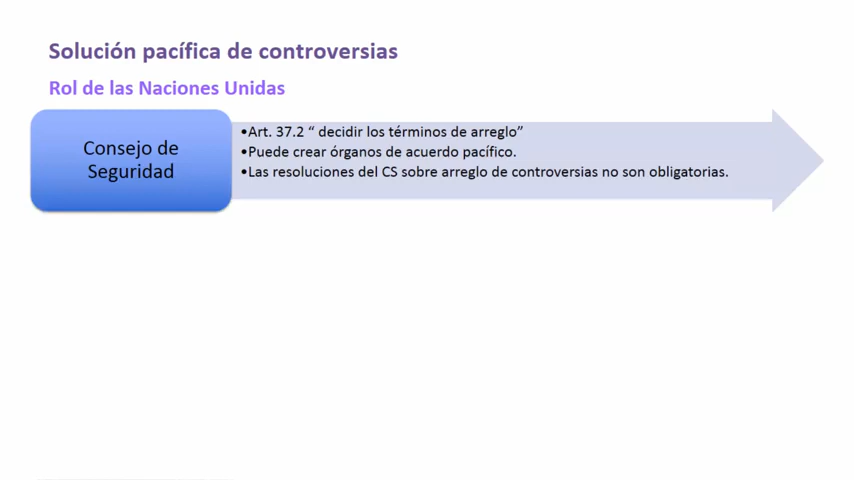 Solución pacífica de controversias
Rol de las Naciones Unidas
Consejo de
Seguridad
•Art. 37.2 “ decidir los términos de arreglo”
•Puede crear órganos de acuerdo pacífico.
•Las resoluciones del CS sobre arreglo de controversias no son obligatorias.